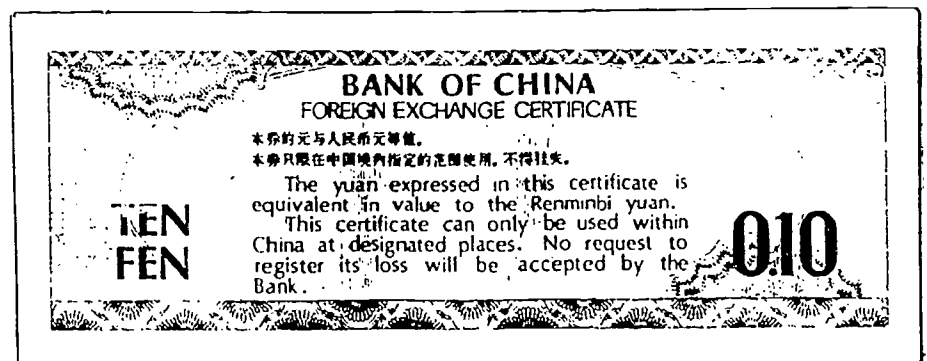 BANK OF CHINA
FOREIGN EXCHANGE CERTIFICATE
本券的元与人民币元等值。
本券只限在中国境内指定的范围使用，不得挂失。
The yuan expressed in this certificate is
equivalent in value to the Renminbi yuan.
This certificate can only be used within
China at designated places. No request to
register its loss will be accepted by the
Bank.
TEN
FEN
0.10